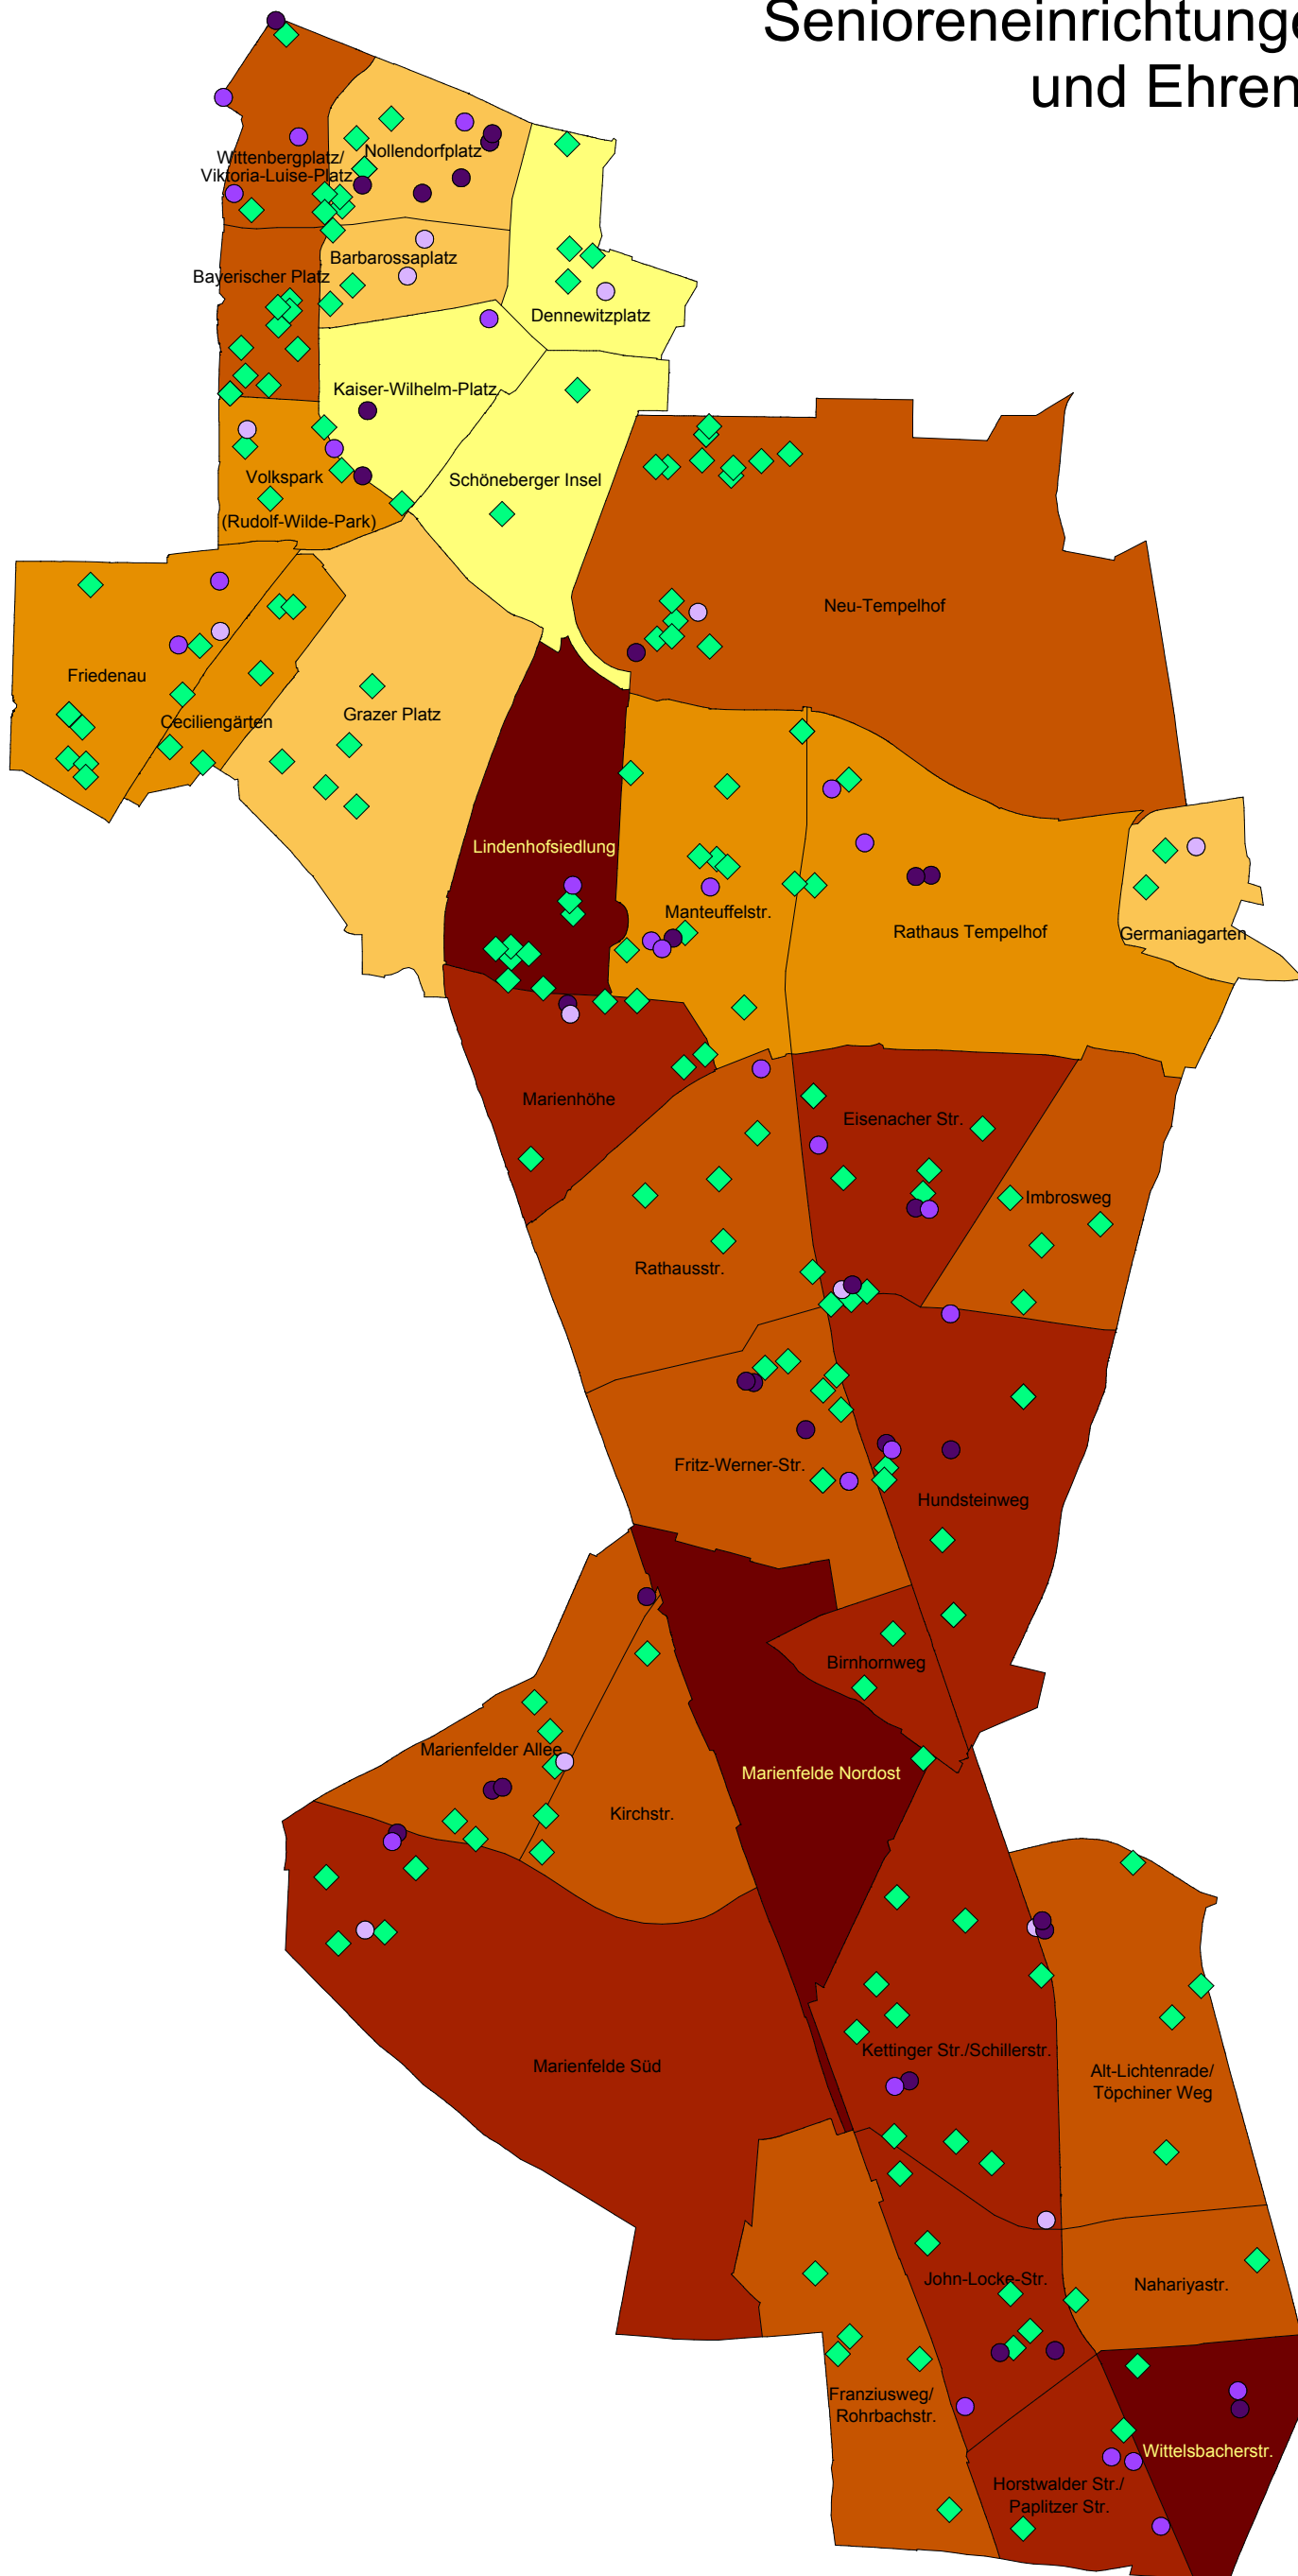 Senioreneinrichtunge
und Ehren
Nollendorfplatz
Wittenbergplatz/
Viktoria-Luise-Platz
Barbarossaplatz
Bayerischer Platz
Dennewitzplatz
Kaiser-Wilhelm-Platz
Volkspark
(Rudolf-Wilde-Park)
Schöneberger Insel
Neu-Tempelhof
Friedenau
Ceciliengärten
Grazer Platz
Lindenhofsiedlung
Manteuffelstr.
Rathaus Tempelhof
Germaniagarten
Marienhöhe
Eisenacher Str.
Imbrosweg
Rathausstr.
Fritz-Werner-Str.
Hundsteinweg
Birnhornweg
Marienfelder Allee
Marienfelde Nordost
Kirchstr.
Marienfelde Süd
Kettinger Str./Schillerstr.
Alt-Lichtenrade/
Töpchiner Weg
John-Locke-Str.
Nahariyastr.
Franziusweg/
Rohrbachstr.
Wittelsbacherstr.
Horstwalder Str./
Paplitzer Str.